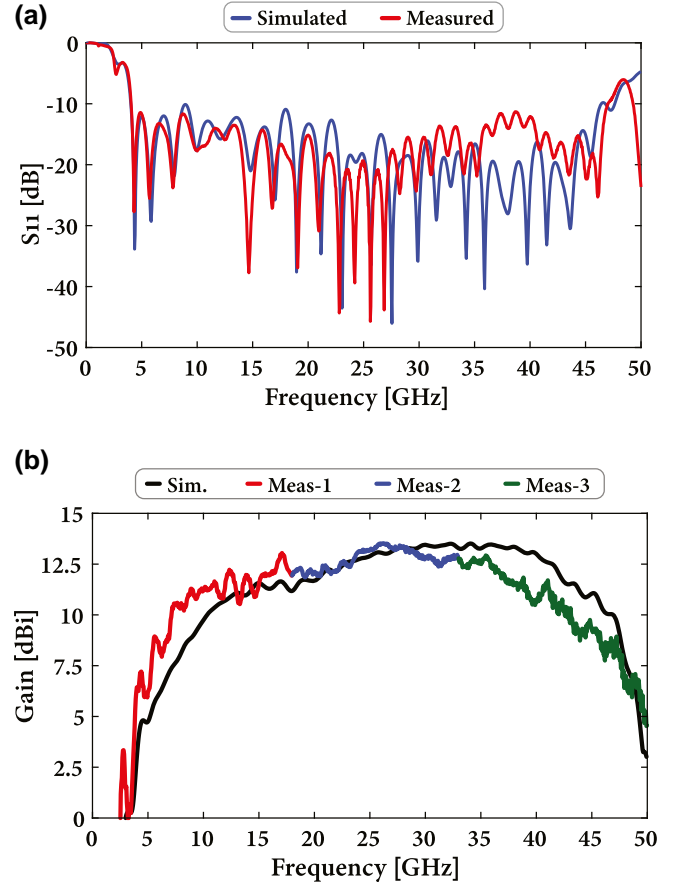 (a)
Simulated Measured
0
-10
-20
-30
-40
-50
S11 [dB]
0 5 10 15 20 25 30 35 40 45 50
Frequency [GHz]
(b)
Sim. Meas-1 Meas-2 Meas-3
15
12.5
10
7.5
5
2.5
0
Gain [dBi]
0 5 10 15 20 25 30 35 40 45 50
Frequency [GHz]